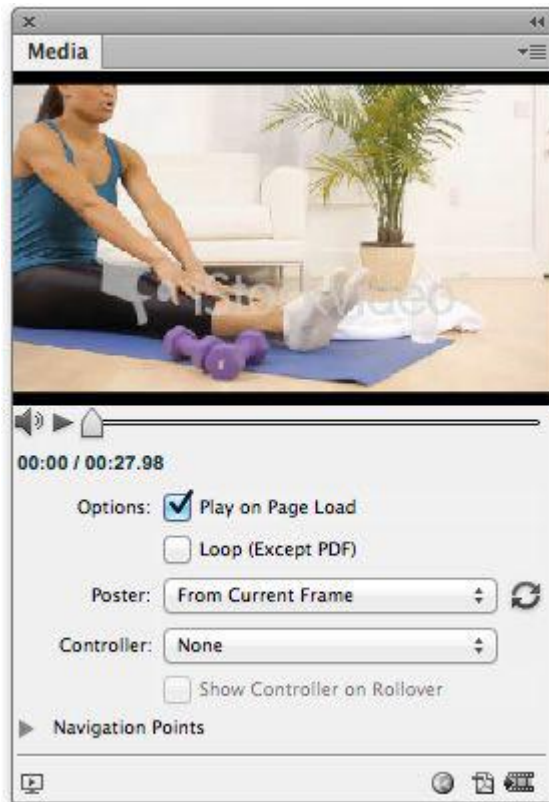 Media
iStockvideo
00:00 / 00:27.98
Options: Play on Page Load
Loop (Except PDF)
Poster: From Current Frame
Controller: None
Show Controller on Rollover
Navigation Points